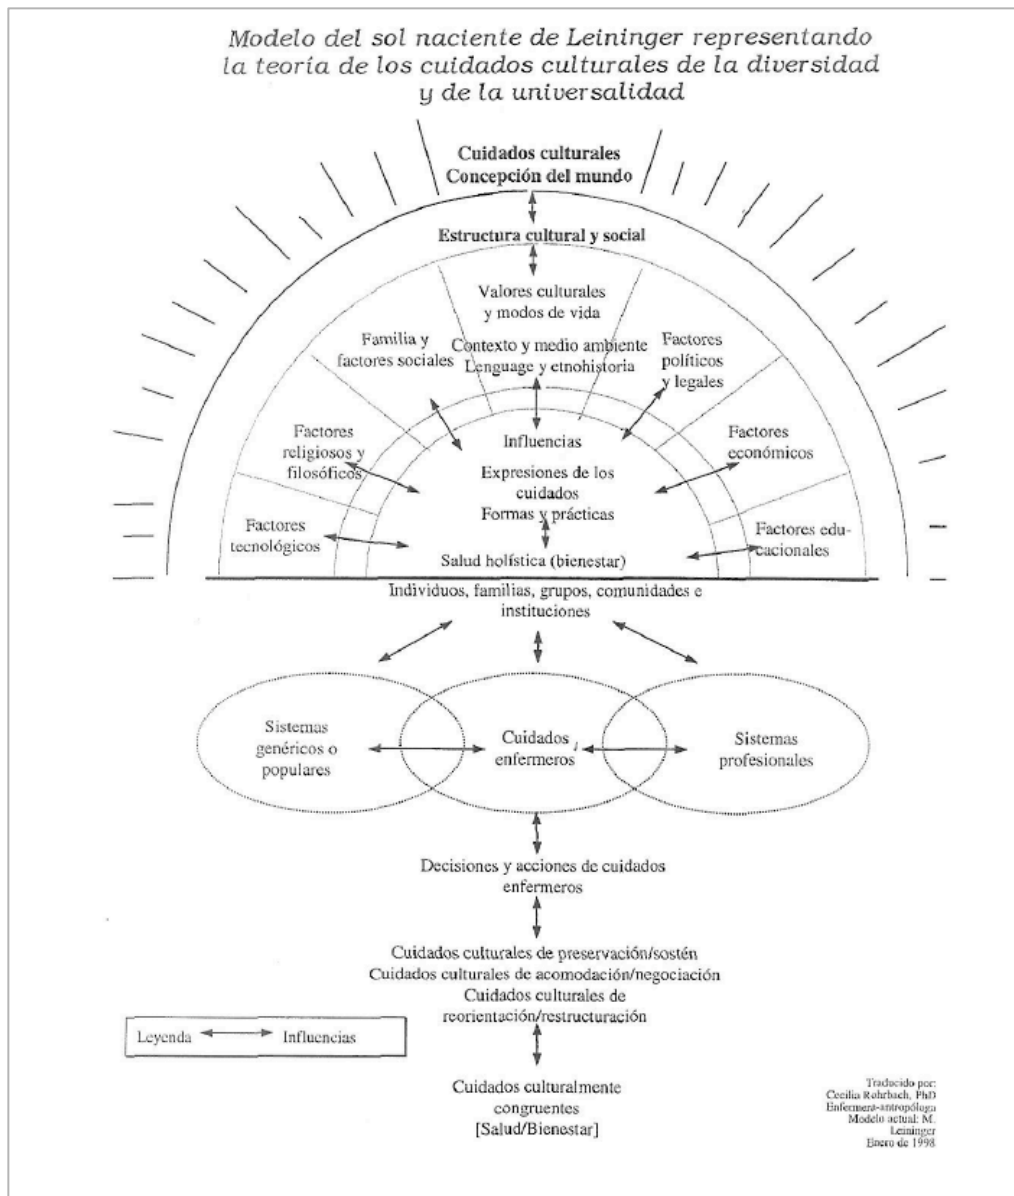 Modelo del sol naciente de Leininger representando
la teoría de los cuidados culturales de la diversidad
y de la universalidad
Cuidados culturales
Concepción del mundo
Estructura cultural y social
Valores culturales
y modos de vida
Familia y
factores sociales
Contexto y medio ambiente
Lenguage y etnohistoria
Factores
políticos
y legales
Factores
religiosos y
filosóficos
Influencias
Factores
económicos
Expresiones de los
cuidados
Formas y prácticas
Factores
tecnológicos
Factores edu-
cacionales
Salud holística (bienestar)
Individuos, familias, grupos, comunidades e
instituciones
Sistemas
genéricos o
populares
Cuidados
enfermeros
Sistemas
profesionales
Decisiones y acciones de cuidados
enfermeros
Cuidados culturales de preservación/sostén
Cuidados culturales de acomodación/negociación
Cuidados culturales de
reorientación/restructuración
Leyenda
Influencias
Cuidados culturalmente
congruentes
[Salud/Bienestar]
Traducido por:
Cecilia Rohrbach, PhD
Enfermera-antropóloga
Modelo actual: M.
Leininger
Enero de 1998